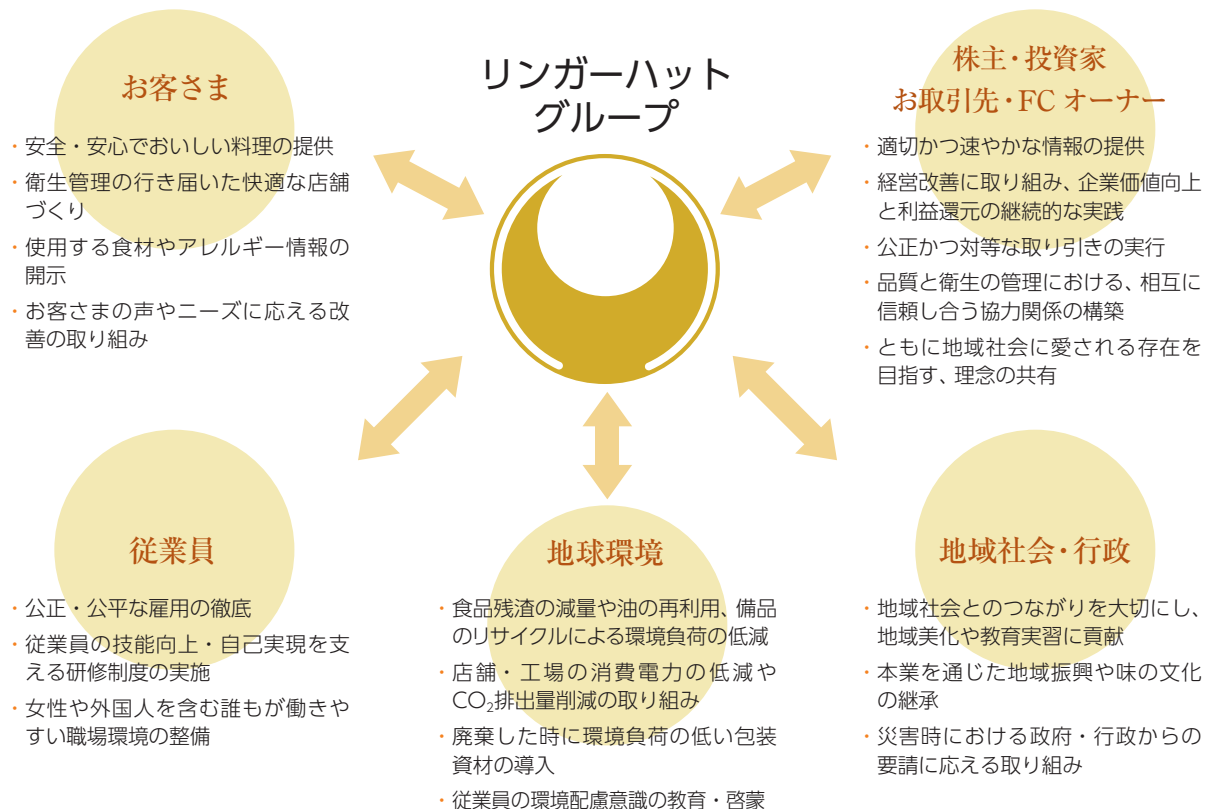 リンガーハット
グループ
お客さま
・安全・安心でおいしい料理の提供
・衛生管理の行き届いた快適な店舗
づくり
・使用する食材やアレルギー情報の
開示
・お客さまの声やニーズに応える改
善の取り組み
株主・投資家
お取引先・FC オーナー
・適切かつ速やかな情報の提供
・経営改善に取り組み、企業価値向上
と利益還元の継続的な実践
・公正かつ対等な取り引きの実行
・品質と衛生の管理における、相互に
信頼し合う協力関係の構築
・ともに地域社会に愛される存在を
目指す、理念の共有
従業員
・公正・公平な雇用の徹底
・従業員の技能向上・自己実現を支
える研修制度の実施
・女性や外国人を含む誰もが働きや
すい職場環境の整備
地球環境
・食品残渣の減量や油の再利用、備品
のリサイクルによる環境負荷の低減
・店舗・工場の消費電力の低減や
CO₂排出量削減の取り組み
・廃棄した時に環境負荷の低い包装
資材の導入
・従業員の環境配慮意識の教育・啓蒙
地域社会・行政
・地域社会とのつながりを大切にし、
地域美化や教育実習に貢献
・本業を通じた地域振興や味の文化
の継承
・災害時における政府・行政からの
要請に応える取り組み